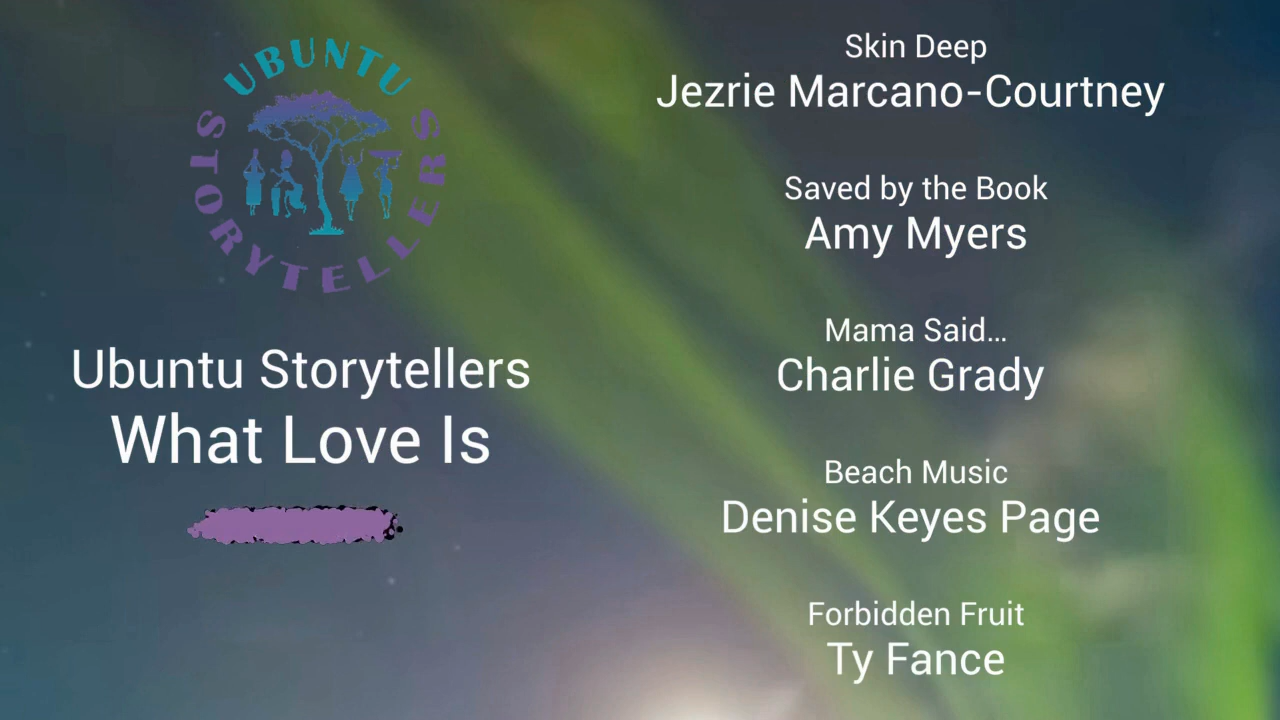 UBUNTU
STORYTELLERS
Ubuntu Storytellers
What Love Is
Skin Deep
Jezrie Marcano-Courtney
Saved by the Book
Amy Myers
Mama Said...
Charlie Grady
Beach Music
Denise Keyes Page
Forbidden Fruit
Ty Fance